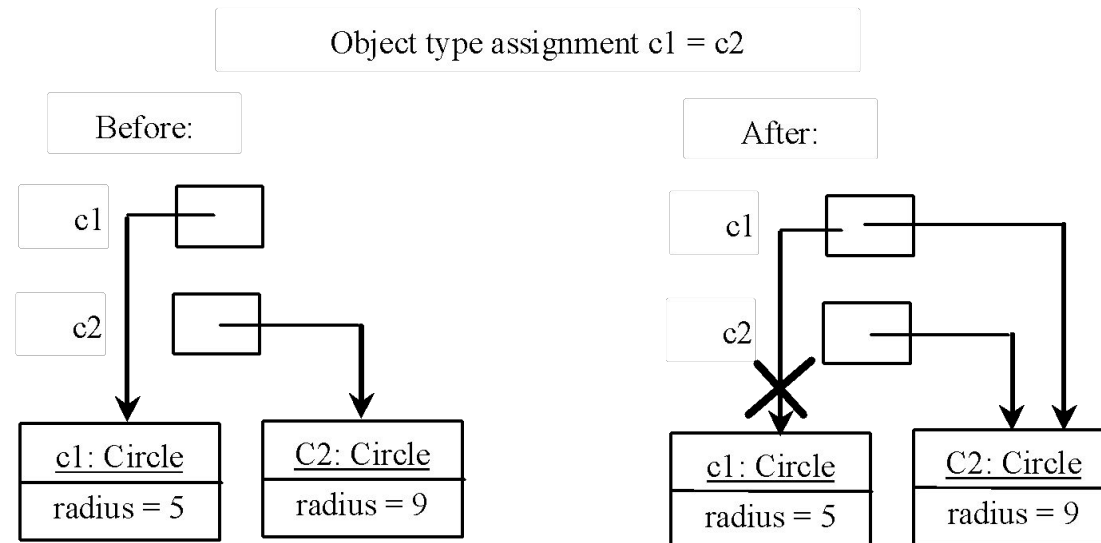 Object type assignment c1 = c2
Before:
c1
c2
c1: Circle
radius = 5
C2: Circle
radius = 9
After:
c1
c2
c1: Circle
radius = 5
C2: Circle
radius = 9